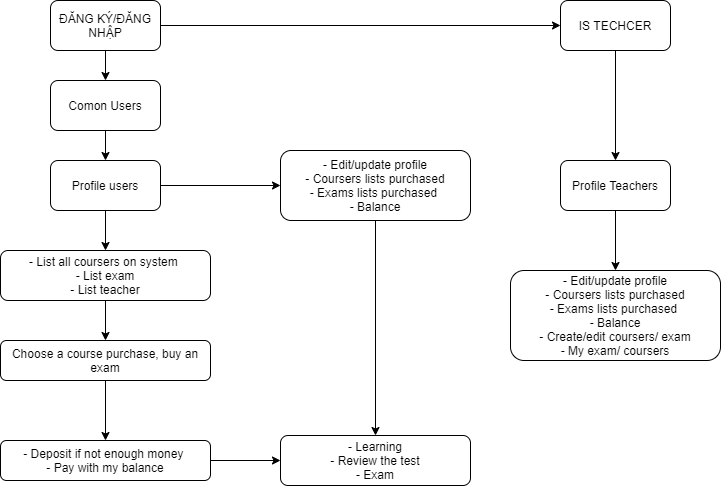 ĐĂNG KÝ/ĐĂNG
NHẬP
IS TECHCER
Comon Users
Profile users
- Edit/update profile
- Coursers lists purchased
- Exams lists purchased
- Balance
Profile Teachers
- List all coursers on system
- List exam
- List teacher
- Edit/update profile
- Coursers lists purchased
- Exams lists purchased
- Balance
- Create/edit coursers/ exam
- My exam/ coursers
Choose a course purchase, buy an
exam
- Deposit if not enough money
- Pay with my balance
- Learning
- Review the test
- Exam